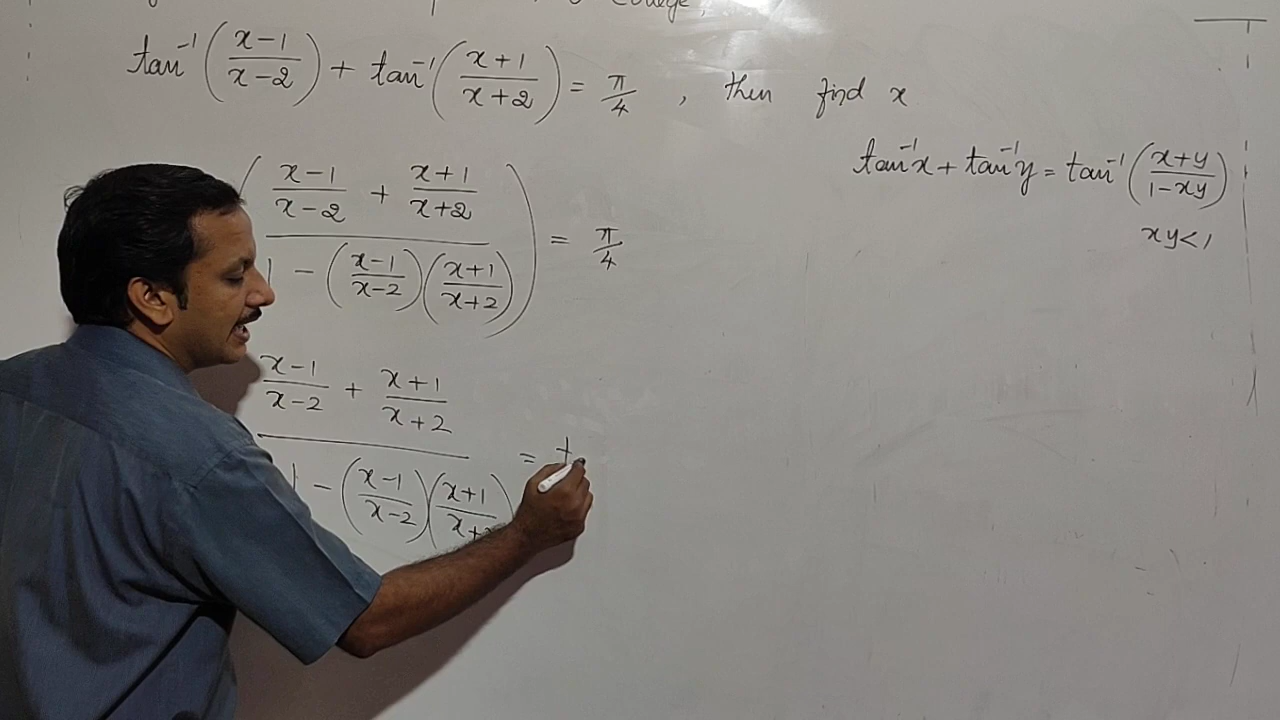 College,
tan⁻¹((x-1)/(x-2)) + tan⁻¹((x+1)/(x+2)) = π/4 , then find x
tan⁻¹x + tan⁻¹y = tan⁻¹((x+y)/(1-xy))
xy<1
(((x-1)/(x-2) + (x+1)/(x+2))/(1 - ((x-1)/(x-2))((x+1)/(x+2)))) = π/4
((x-1)/(x-2) + (x+1)/(x+2))/(1 - ((x-1)/(x-2))((x+1)/(x+ = t